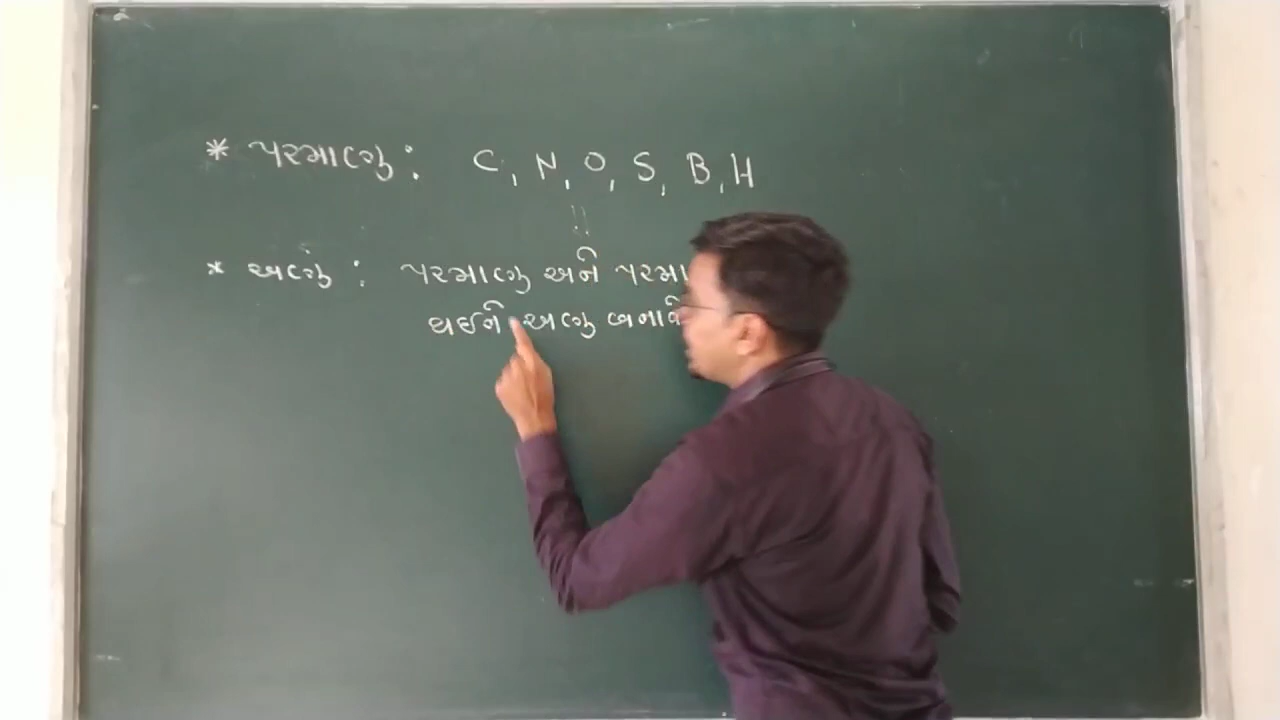 * પરમાણુ : C, N, O, S, B, H
* અણું : પરમાણુ અને પરમા
થઈને અણુ બનાવે